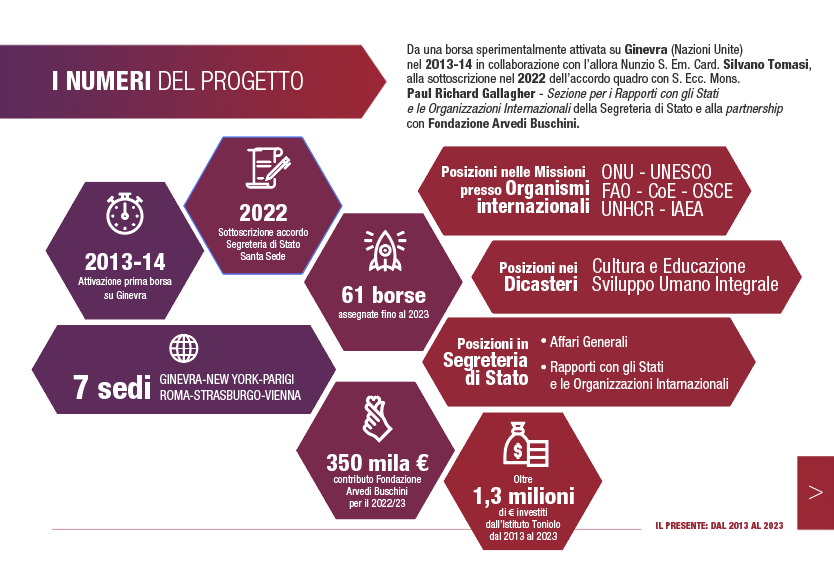 I NUMERI DEL PROGETTO
Da una borsa sperimentalmente attivata su Ginevra (Nazioni Unite)
nel 2013-14 in collaborazione con l'allora Nunzio S. Em. Card. Silvano Tomasi,
alla sottoscrizione nel 2022 dell'accordo quadro con S. Ecc. Mons.
Paul Richard Gallagher - Sezione per i Rapporti con gli Stati
e le Organizzazioni Internazionali della Segreteria di Stato e alla partnership
con Fondazione Arvedi Buschini.
2013-14
Attivazione prima borsa
su Ginevra
2022
Sottoscrizione accordo
Segreteria di Stato
Santa Sede
61 borse
assegnate fino al 2023
Posizioni nelle Missioni
presso Organismi
internazionali
ONU - UNESCO
FAO - CoE - OSCE
UNHCR - IAEA
Posizioni nei
Dicasteri
Cultura e Educazione
Sviluppo Umano Integrale
Posizioni in
Segreteria
di Stato
• Affari Generali
• Rapporti con gli Stati
e le Organizzazioni Intarnazionali
7 sedi
GINEVRA-NEW YORK-PARIGI
ROMA-STRASBURGO-VIENNA
350 mila €
contributo Fondazione
Arvedi Buschini
per il 2022/23
$
Oltre
1,3 milioni
di € investiti
dall'Istituto Toniolo
dal 2013 al 2023
>
IL PRESENTE: DAL 2013 AL 2023